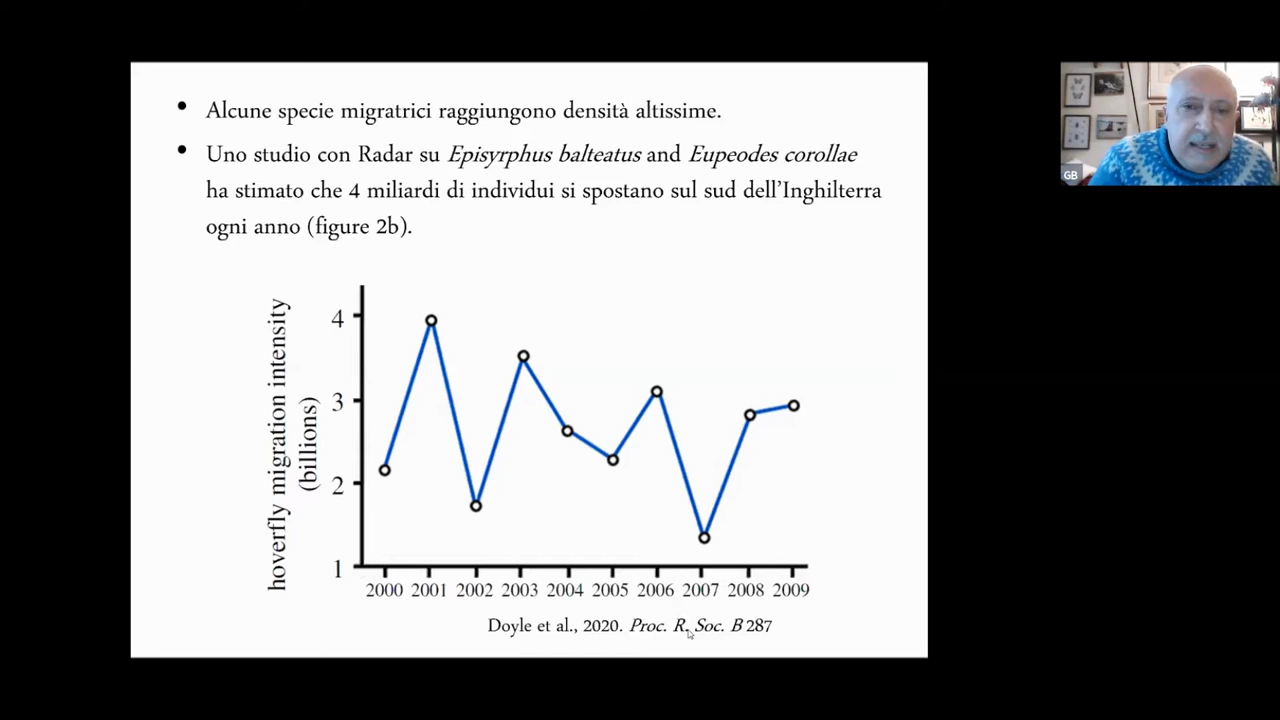 • Alcune specie migratrici raggiungono densità altissime.
• Uno studio con Radar su Episyrphus balteatus and Eupeodes corollae
ha stimato che 4 miliardi di individui si spostano sul sud dell'Inghilterra
ogni anno (figure 2b).
hoverfly migration intensity
(billions)
4
3
2
1
2000 2001 2002 2003 2004 2005 2006 2007 2008 2009
Doyle et al., 2020. Proc. R. Soc. B 287
GB